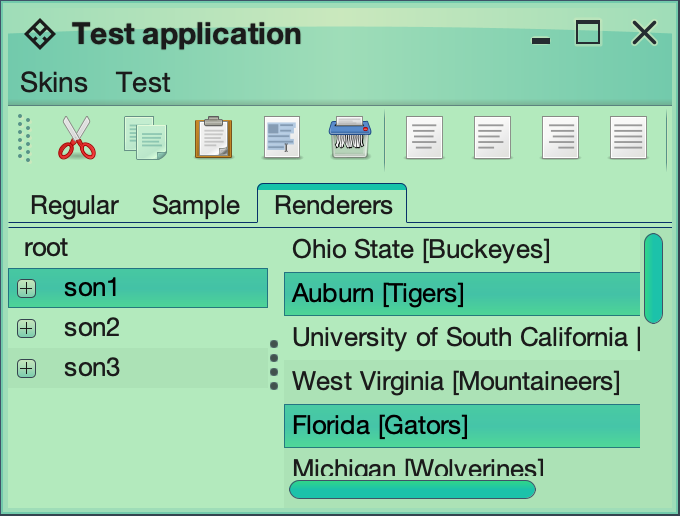 Test application
Skins Test
Regular Sample Renderers
root
son1
son2
son3
Ohio State [Buckeyes]
Auburn [Tigers]
University of South California [
West Virginia [Mountaineers]
Florida [Gators]
Michigan [Wolverines]